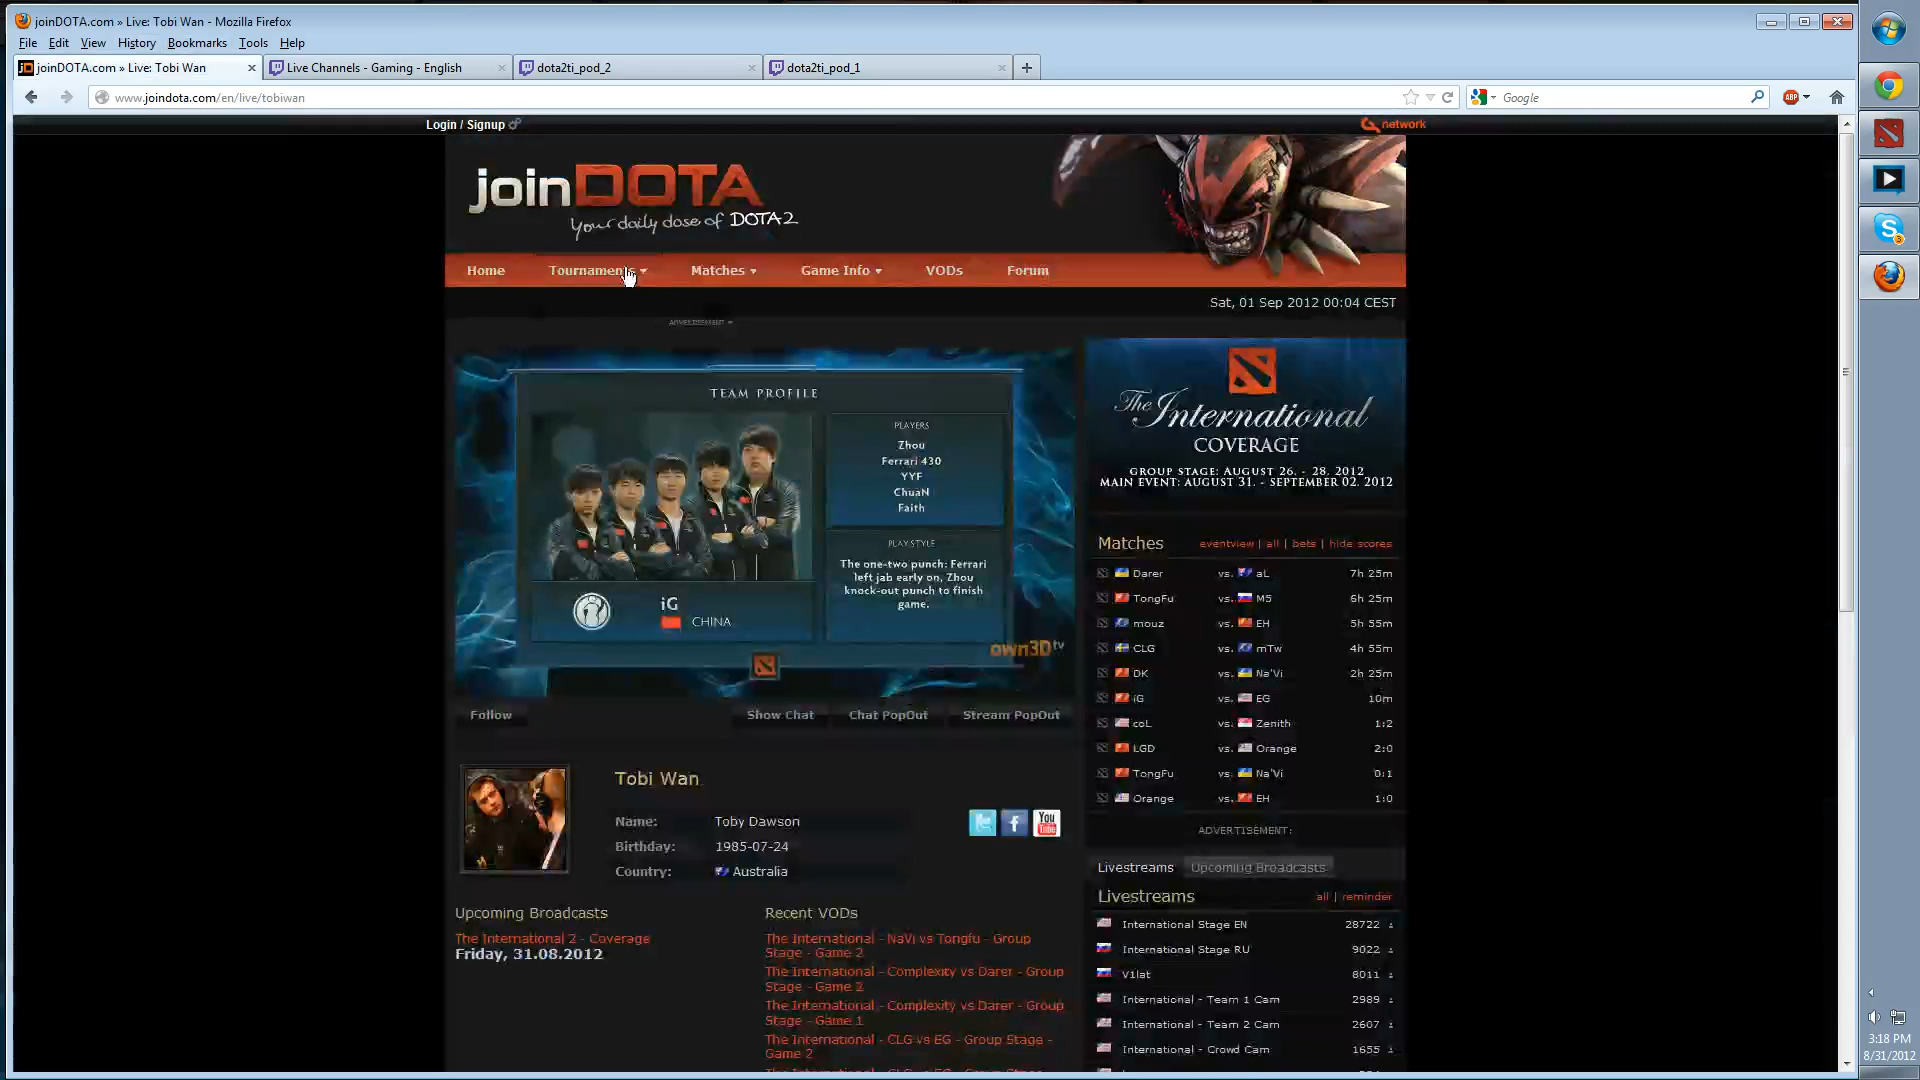 joinDOTA.com » Live: Tobi Wan - Mozilla Firefox
File Edit View History Bookmarks Tools Help
joinDOTA.com » Live: Tobi Wan
Live Channels - Gaming - English
dota2ti_pod_2
dota2ti_pod_1
www.joindota.com/en/live/tobiwan
Google
ABP
Login / Signup
network
joinDOTA
Your daily dose of DOTA2
Home Tournaments Matches Game Info VODs Forum
Sat, 01 Sep 2012 00:04 CEST
ADVERTISEMENT
TEAM PROFILE
PLAYERS
Zhou
Ferrari 430
YYF
ChuaN
Faith
PLAY STYLE
The one-two punch: Ferrari
left jab early on, Zhou
knock-out punch to finish
game.
iG
CHINA
own3Dtv
Follow Show Chat Chat PopOut Stream PopOut
The International
COVERAGE
GROUP STAGE: AUGUST 26. - 28. 2012
MAIN EVENT: AUGUST 31. - SEPTEMBER 02. 2012
Matches eventview | all | bets | hide scores
Darer vs. aL 7h 25m
TongFu vs. M5 6h 25m
mouz vs. EH 5h 55m
CLG vs. mTw 4h 55m
DK vs. Na'Vi 2h 25m
iG vs. EG 10m
coL vs. Zenith 1:2
LGD vs. Orange 2:0
TongFu vs. Na'Vi 0:1
Orange vs. EH 1:0
ADVERTISEMENT:
Livestreams Upcoming Broadcasts
Livestreams all | reminder
International Stage EN 28722
International Stage RU 9022
V1lat 8011
International - Team 1 Cam 2989
International - Team 2 Cam 2607
International - Crowd Cam 1655
Tobi Wan
Name: Toby Dawson
Birthday: 1985-07-24
Country: Australia
You Tube
Upcoming Broadcasts
The International 2 - Coverage
Friday, 31.08.2012
Recent VODs
The International - NaVi vs Tongfu - Group
Stage - Game 2
The International - Complexity vs Darer - Group
Stage - Game 2
The International - Complexity vs Darer - Group
Stage - Game 1
The International - CLG vs EG - Group Stage -
Game 2
3:18 PM
8/31/2012